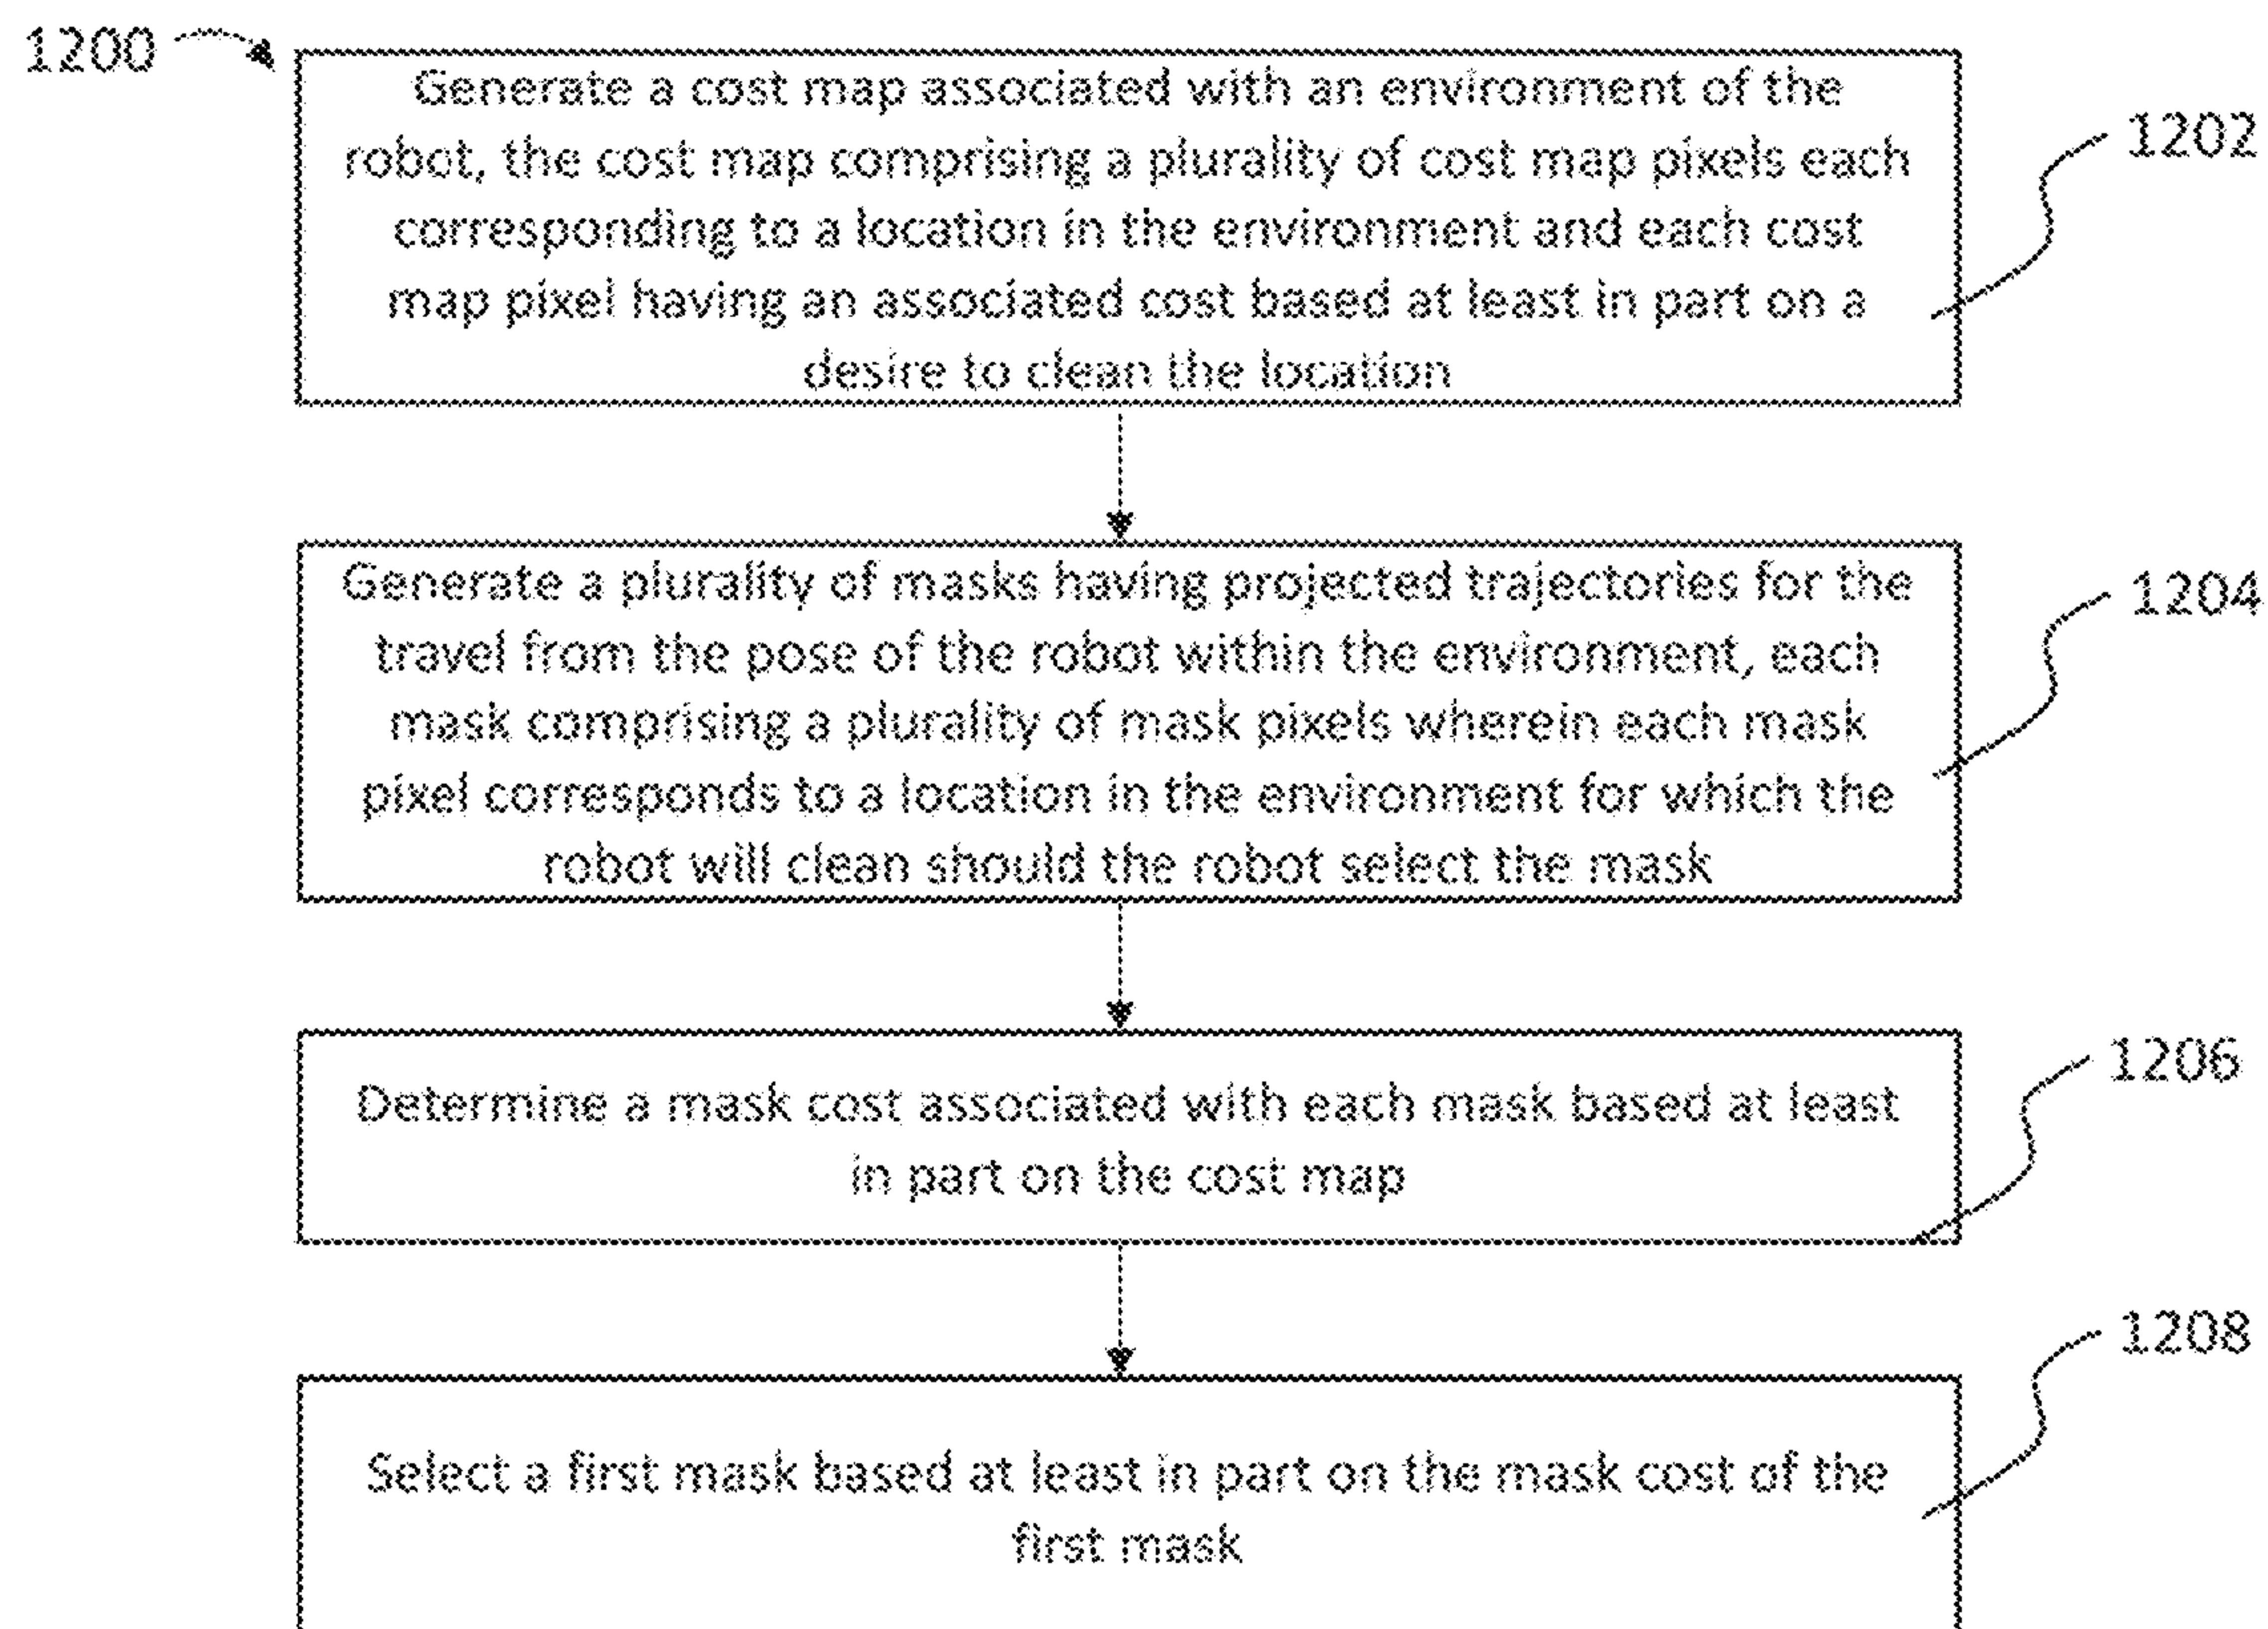 1200
Generate a cost map associated with an environment of the
robot, the cost map comprising a plurality of cost map pixels each
corresponding to a location in the environment and each cost
map pixel having an associated cost based at least in part on a
desire to clean the location
1202
Generate a plurality of masks having projected trajectories for the
travel from the pose of the robot within the environment, each
mask comprising a plurality of mask pixels wherein each mask
pixel corresponds to a location in the environment for which the
robot will clean should the robot select the mask
1204
Determine a mask cost associated with each mask based at least
in part on the cost map
1206
Select a first mask based at least in part on the mask cost of the
first mask
1208